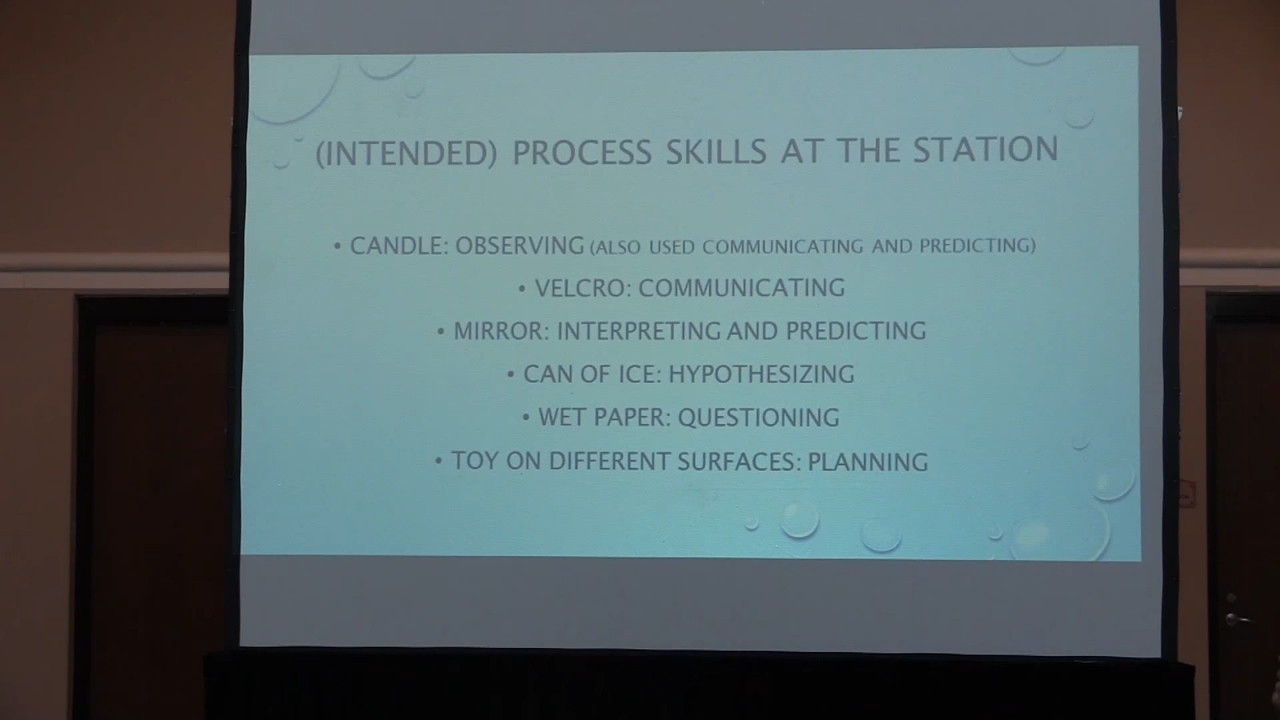 (INTENDED) PROCESS SKILLS AT THE STATION
• CANDLE: OBSERVING (ALSO USED COMMUNICATING AND PREDICTING)
• VELCRO: COMMUNICATING
• MIRROR: INTERPRETING AND PREDICTING
• CAN OF ICE: HYPOTHESIZING
• WET PAPER: QUESTIONING
• TOY ON DIFFERENT SURFACES: PLANNING